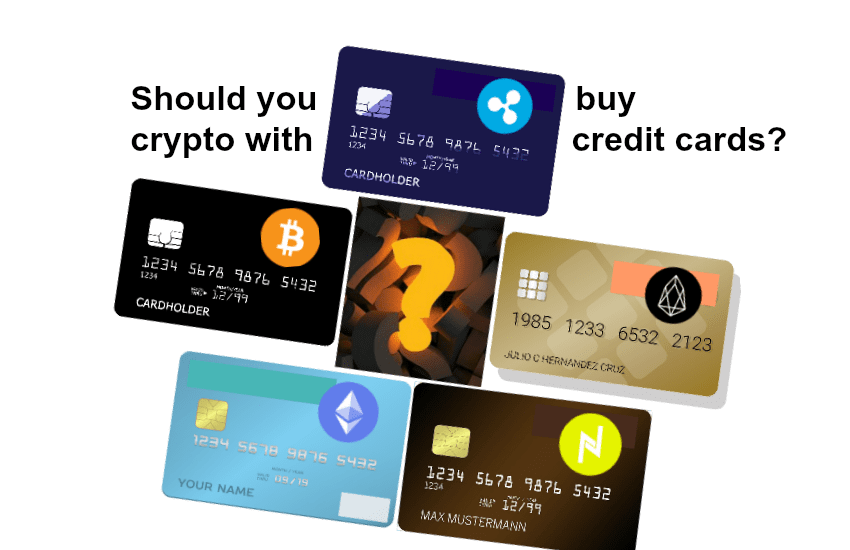 Should you buy
crypto with credit cards?
1234 5678 9876 5432
1234
12/99
CARDHOLDER
1234 5678 9876 5432
1234
12/99
CARDHOLDER
?
1985 1233 6532 2123
JULIO C HERNANDEZ CRUZ
1234 5678 9876 5432
09/19
YOUR NAME
1234 5678 9876 5432
1234
12/99
MAX MUSTERMANN